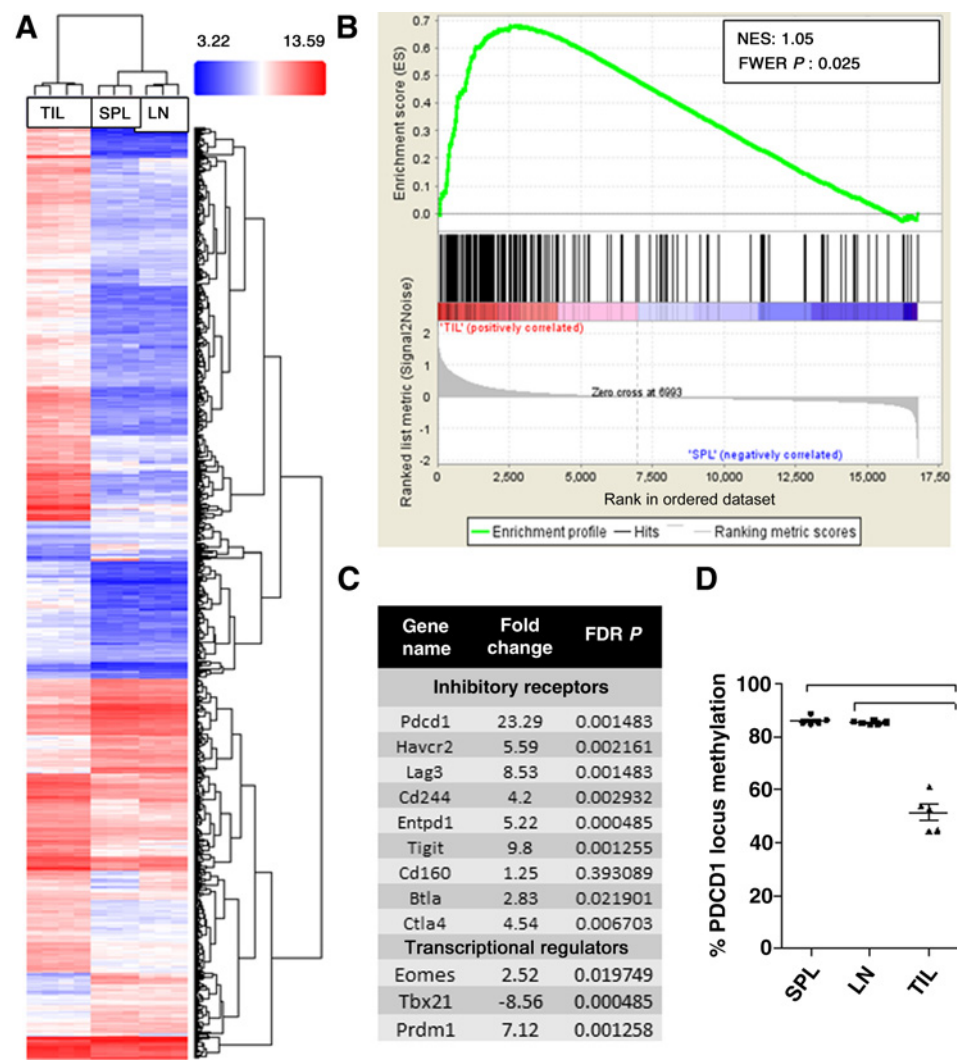 A
3.22 13.59
TIL SPL LN
B
NES: 1.05
FWER P : 0.025
Enrichment score (ES)
0.7
0.6
0.5
0.4
0.3
0.2
0.1
0.0
'TIL' (positively correlated)
Ranked list metric (Signal2Noise)
2
1
0
-1
-2
Zero cross at 6993
'SPL' (negatively correlated)
0 2,500 5,000 7,500 10,000 12,500 15,000 17,50
Rank in ordered dataset
Enrichment profile Hits Ranking metric scores
C
Gene name Fold change FDR P
Inhibitory receptors
Pdcd1 23.29 0.001483
Havcr2 5.59 0.002161
Lag3 8.53 0.001483
Cd244 4.2 0.002932
Entpd1 5.22 0.000485
Tigit 9.8 0.001255
Cd160 1.25 0.393089
Btla 2.83 0.021901
Ctla4 4.54 0.006703
Transcriptional regulators
Eomes 2.52 0.019749
Tbx21 -8.56 0.000485
Prdm1 7.12 0.001258
D
% PDCD1 locus methylation
100
80
60
40
20
0
SPL LN TIL